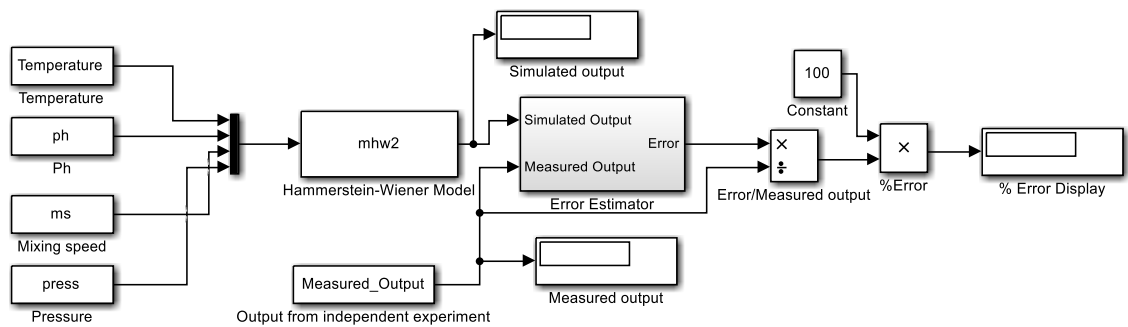 Temperature
Temperature
ph
Ph
ms
Mixing speed
press
Pressure
mhw2
Hammerstein-Wiener Model
Simulated output
Simulated Output
Measured Output
Error
Error Estimator
Measured_Output
Output from independent experiment
Measured output
100
Constant
×
÷
Error/Measured output
×
%Error
% Error Display